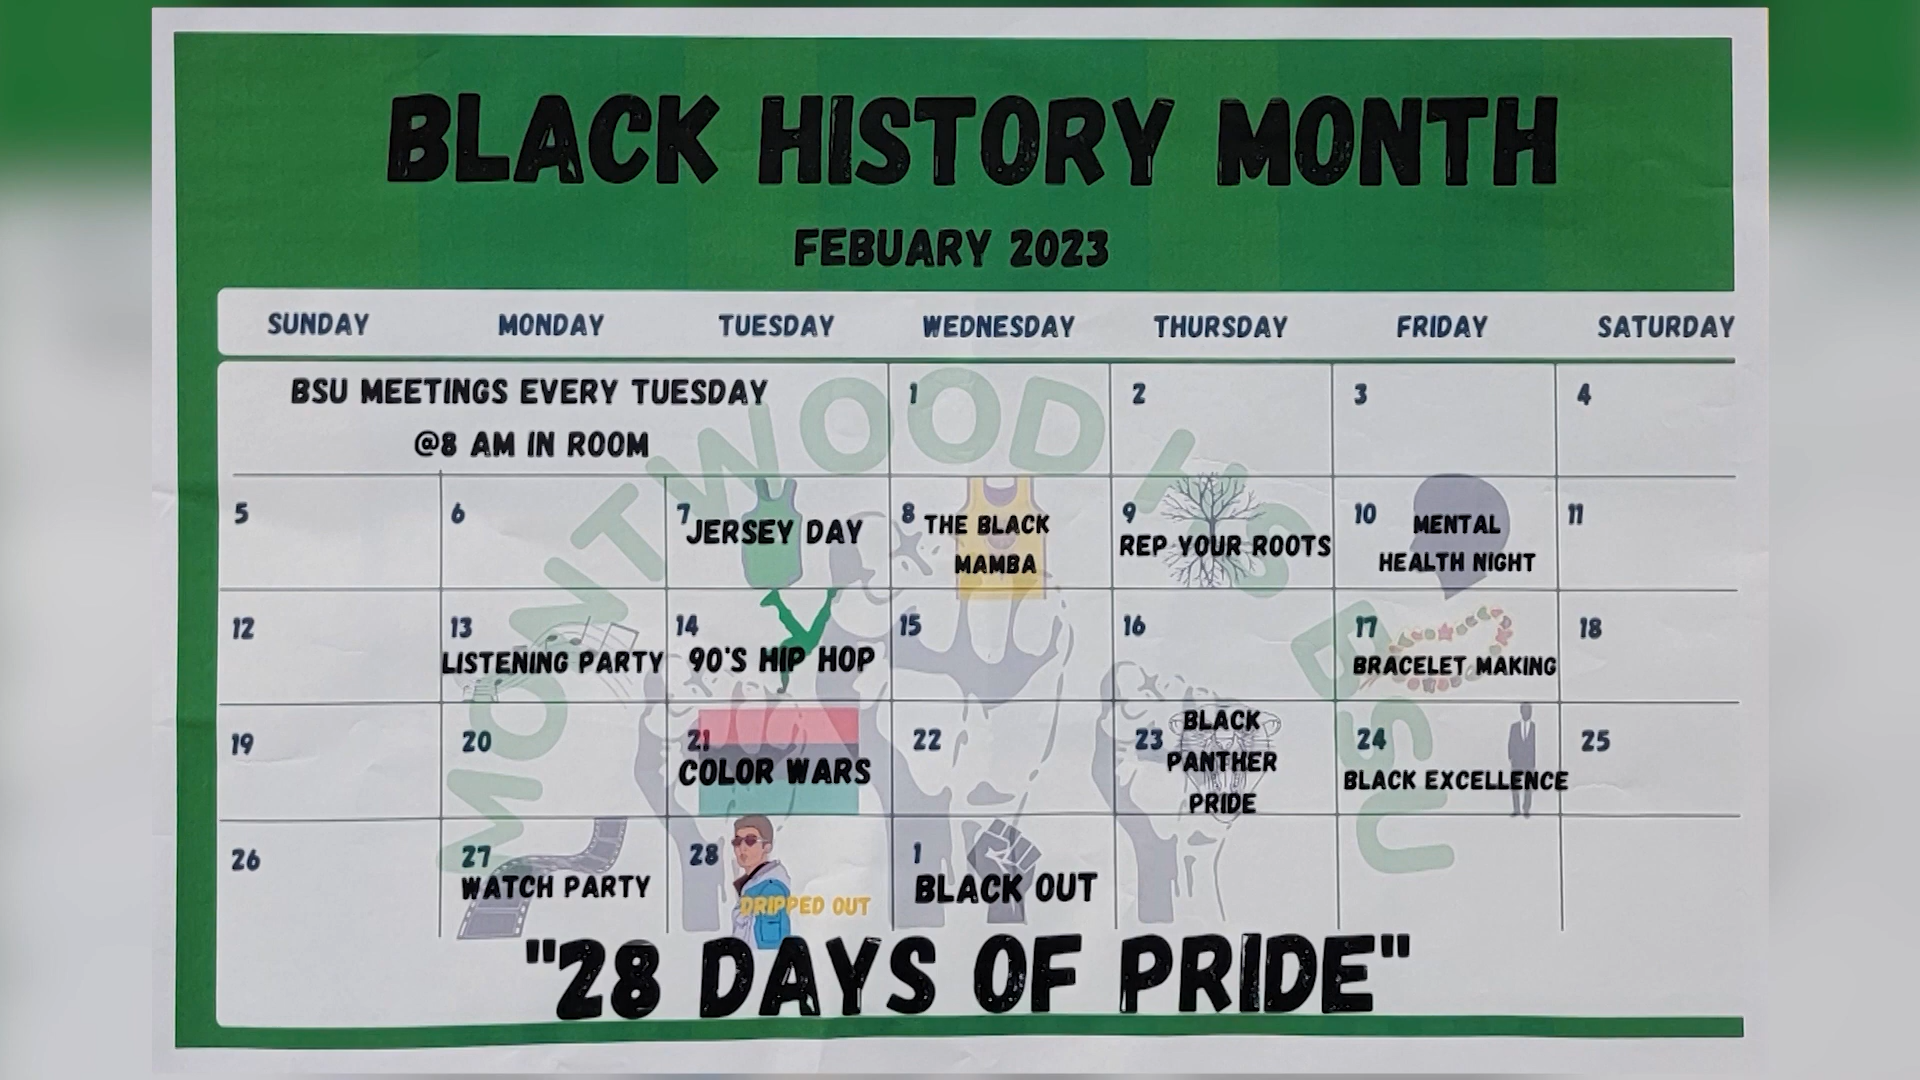 BLACK HISTORY MONTH
FEBUARY 2023
SUNDAY MONDAY TUESDAY WEDNESDAY THURSDAY FRIDAY SATURDAY
BSU MEETINGS EVERY TUESDAY
@8 AM IN ROOM
1
2
3
4
5
6
7
JERSEY DAY
8
THE BLACK
MAMBA
9
REP YOUR ROOTS
10
MENTAL
HEALTH NIGHT
11
12
13
LISTENING PARTY
14
90'S HIP HOP
15
16
17
BRACELET MAKING
18
19
20
21
COLOR WARS
22
23
BLACK
PANTHER
PRIDE
24
BLACK EXCELLENCE
25
26
27
WATCH PARTY
28
DRIPPED OUT
1
BLACK OUT
"28 DAYS OF PRIDE"
MONTWOOD HS BSU